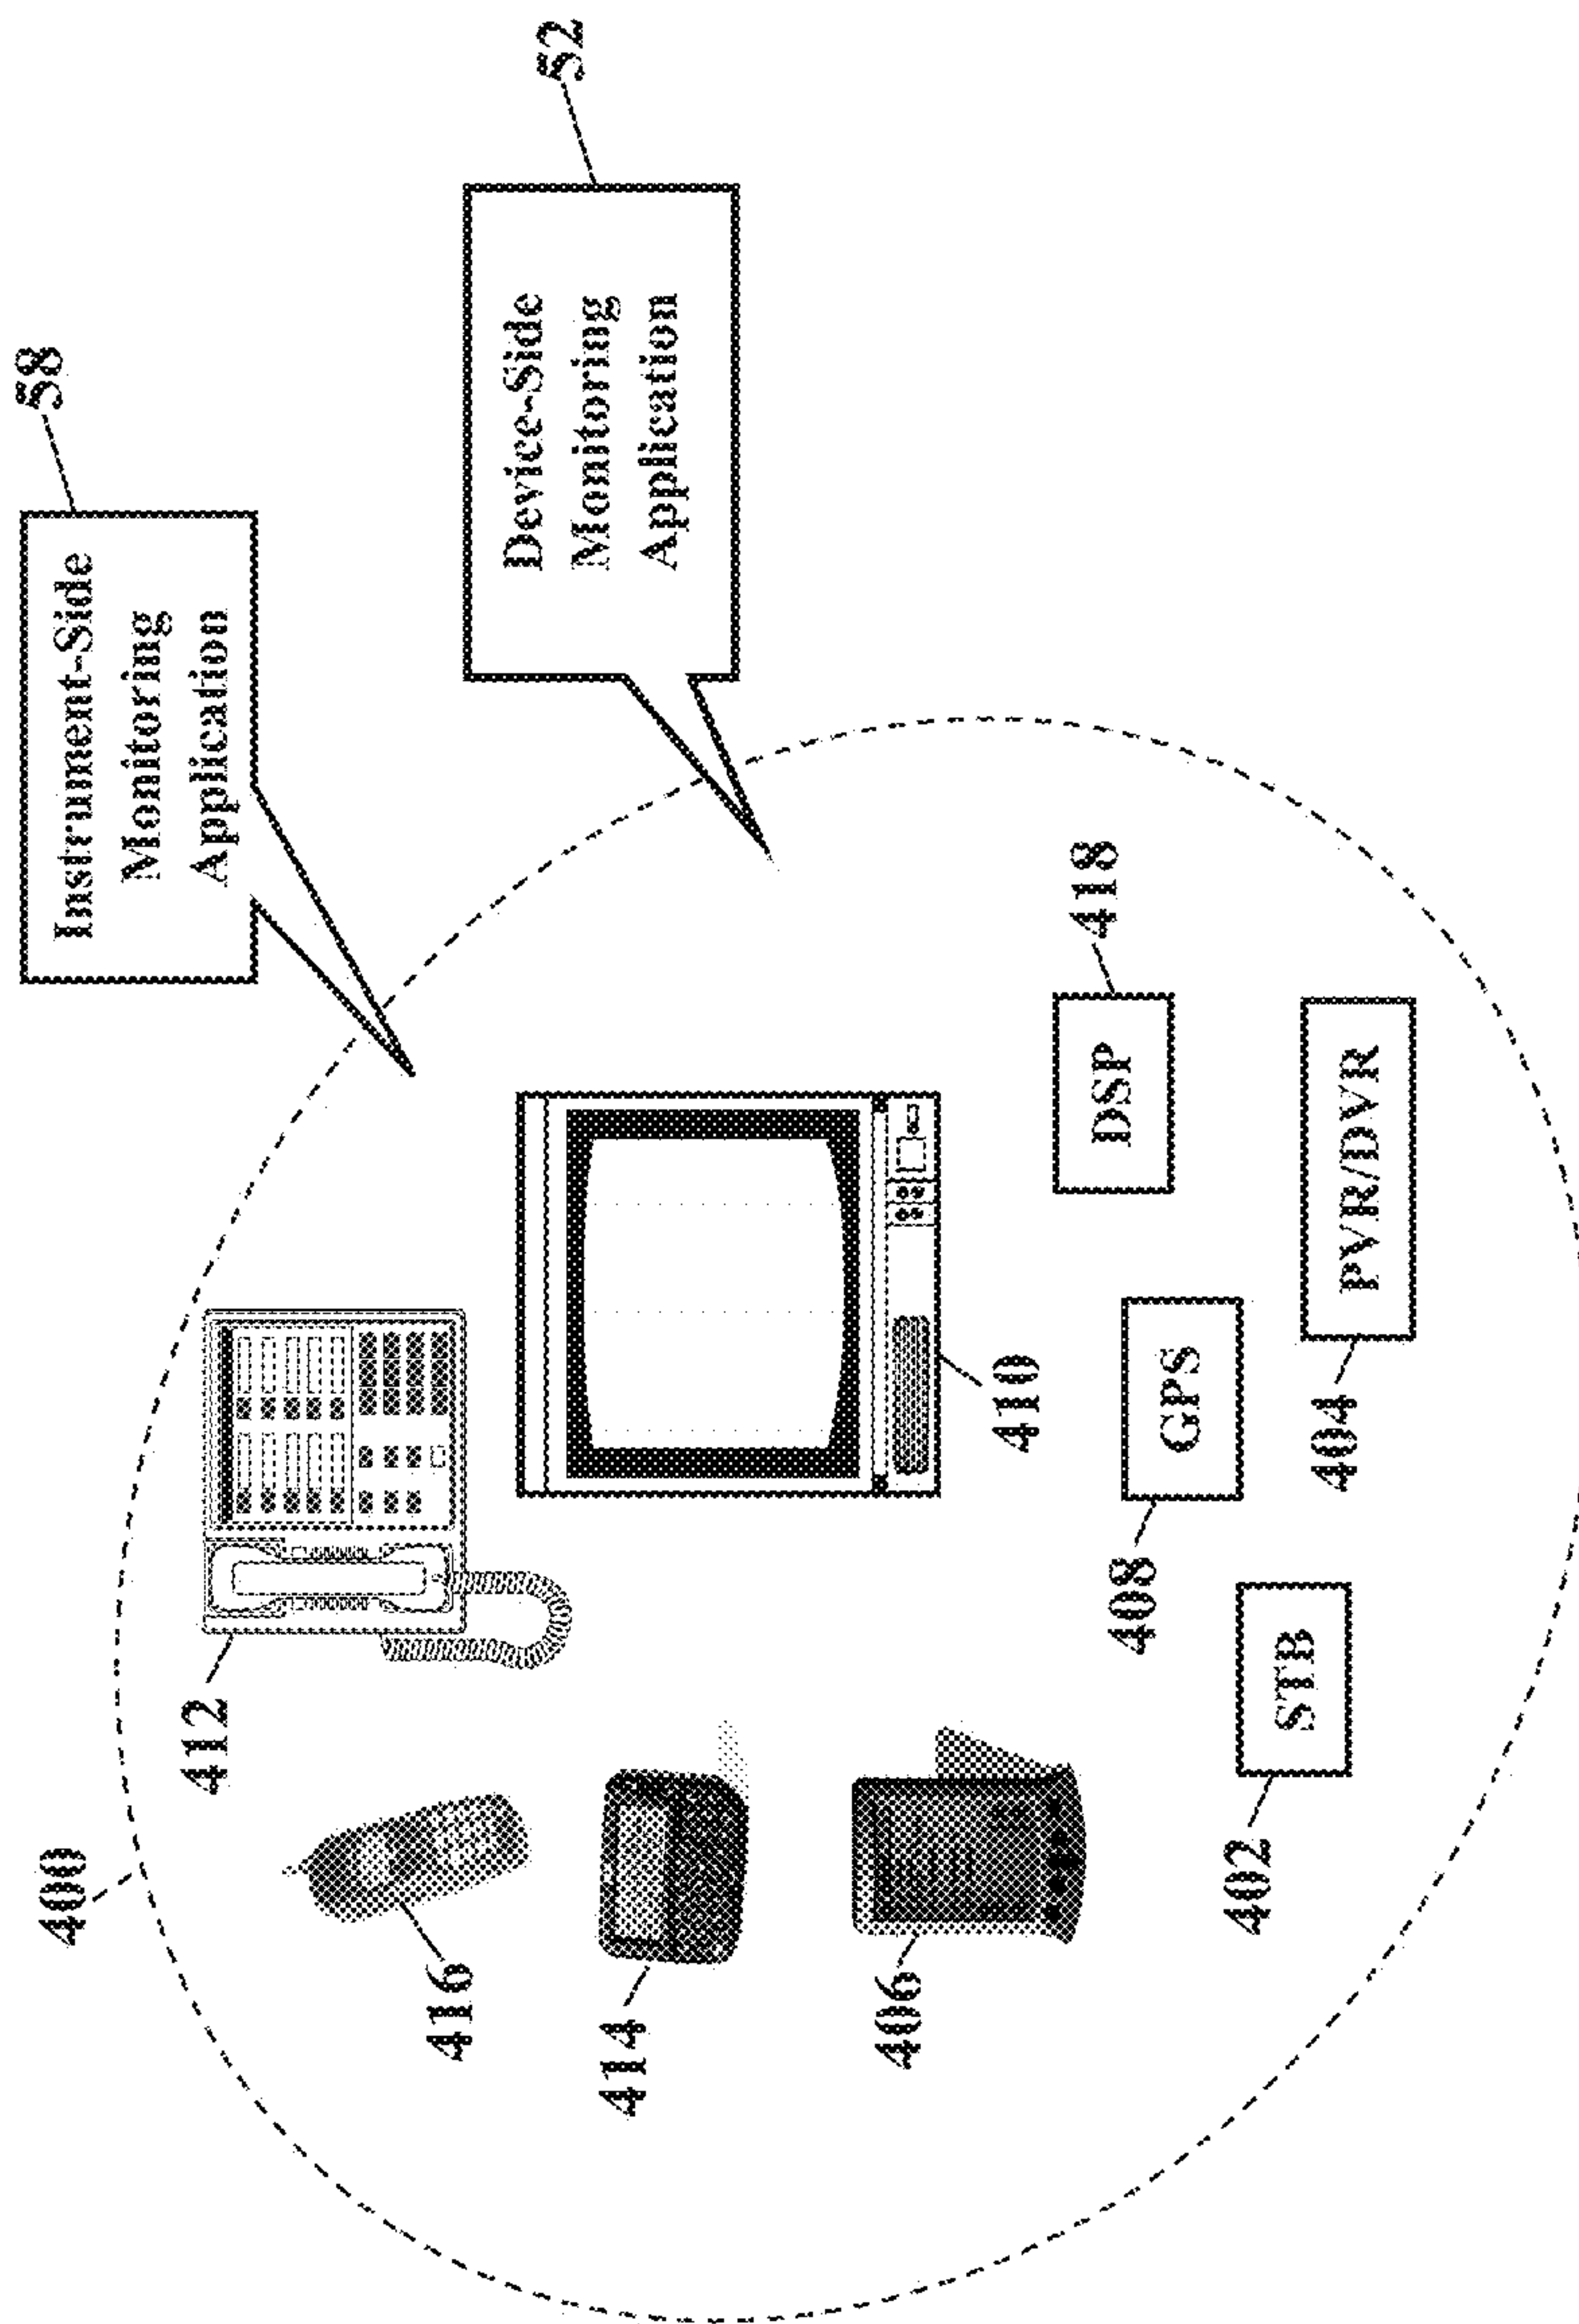 58
Instrument-Side
Monitoring
Application
52
Device-Side
Monitoring
Application
400
412
416
414
406
410
418
DSP
408
GPS
PVR/DVR
404
402
STB